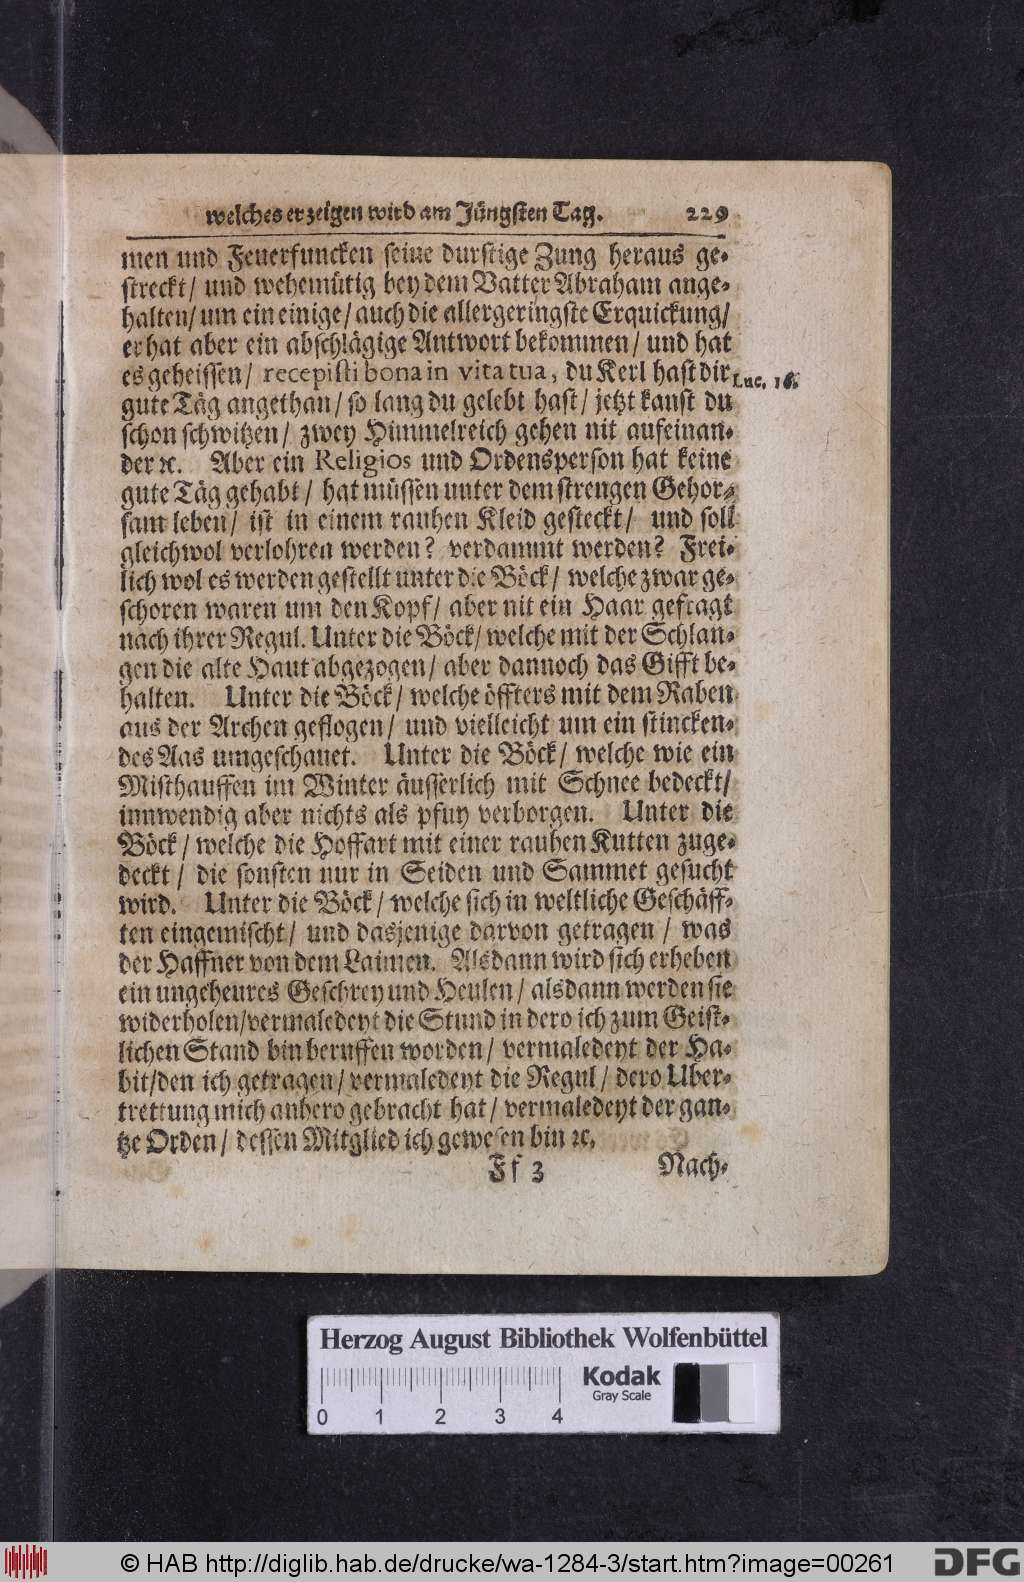 welches erzeigen wird am Jüngsten Tag. 229
men und Feuerfuncken seine durstige Zung heraus ge-
streckt/ und wehemütig bey dem Vatter Abraham ange-
halten/ um ein einige/ auch die allergeringste Erquickung/
er hat aber ein abschlägige Antwort bekommen/ und hat
es geheissen/ recepisti bona in vita tua, du Kerl hast dir Luc. 16.
gute Täg angethan/ so lang du gelebt hast/ jetzt kanst du
schon schwitzen/ zwey Himmelreich gehen nit aufeinan-
der ꝛc. Aber ein Religios und Ordensperson hat keine
gute Täg gehabt/ hat müssen unter dem strengen Gehor-
sam leben/ ist in einem rauhen Kleid gesteckt/ und soll
gleichwol verlohren werden? verdammt werden? Frei-
lich wol es werden gestellt unter die Böck/ welche zwar ge-
schoren waren um den Kopf/ aber nit ein Haar gefragt
nach ihrer Regul. Unter die Böck/ welche mit der Schlan-
gen die alte Haut abgezogen/ aber dannoch das Gifft be-
halten. Unter die Böck/ welche öffters mit dem Raben
aus der Archen geflogen/ und vielleicht um ein stincken-
des Aas umgeschauet. Unter die Böck/ welche wie ein
Misthauffen im Winter äusserlich mit Schnee bedeckt/
innwendig aber nichts als pfuy verborgen. Unter die
Böck/ welche die Hoffart mit einer rauhen Kutten zuge-
deckt/ die sonsten nur in Seiden und Sammet gesucht
wird. Unter die Böck/ welche sich in weltliche Geschäff-
ten eingemischt/ und dasjenige darvon getragen/ was
der Haffner von dem Laimen. Alsdann wird sich erheben
ein ungeheures Geschrey und Heulen/ alsdann werden sie
widerholen/vermaledeyt die Stund in dero ich zum Geist-
lichen Stand bin beruffen worden/ vermaledeyt der Ha-
bit/den ich getragen/ vermaledeyt die Regul/ dero Uber-
trettung mich anhero gebracht hat/ vermaledeyt der gan-
tze Orden/ dessen Mitglied ich gewesen bin ꝛc.
Ff 3 Nach-
Herzog August Bibliothek Wolfenbüttel
Kodak
Gray Scale
0 1 2 3 4
© HAB http://diglib.hab.de/drucke/wa-1284-3/start.htm?image=00261 DFG